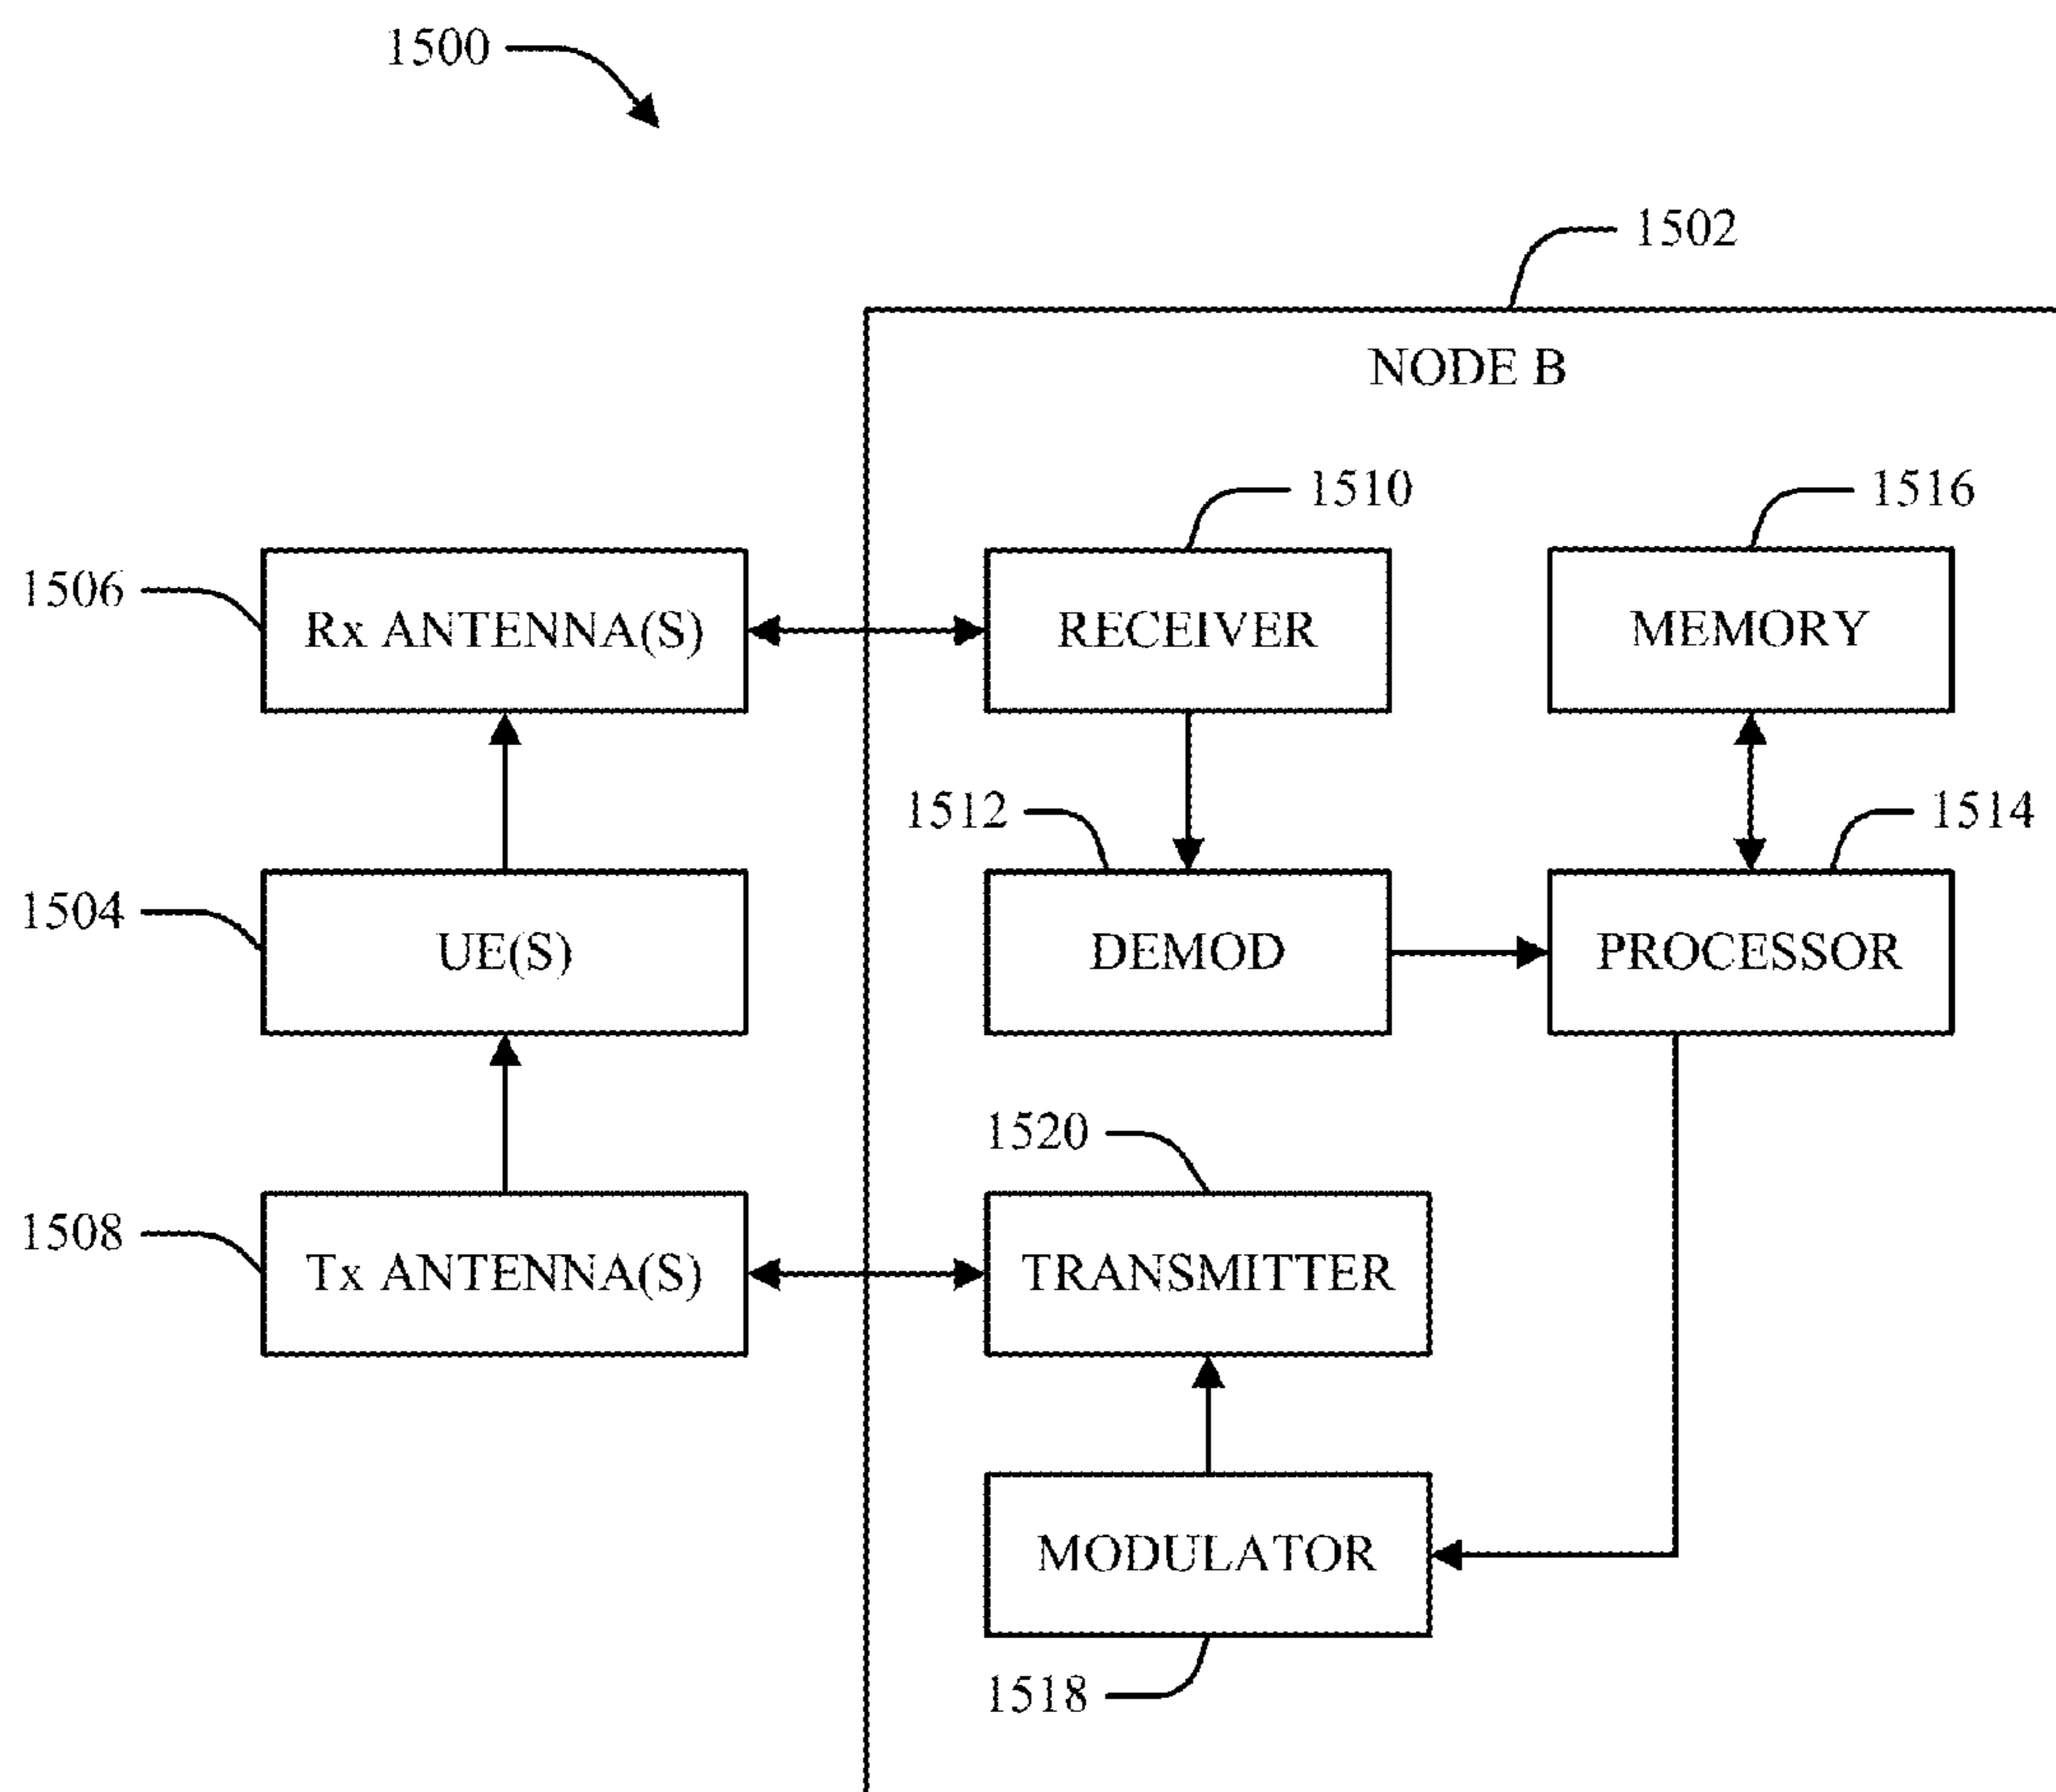 1500
1502
NODE B
1510
1516
1506
Rx ANTENNA(S)
RECEIVER
MEMORY
1512
1514
1504
UE(S)
DEMOD
PROCESSOR
1520
1508
Tx ANTENNA(S)
TRANSMITTER
MODULATOR
1518